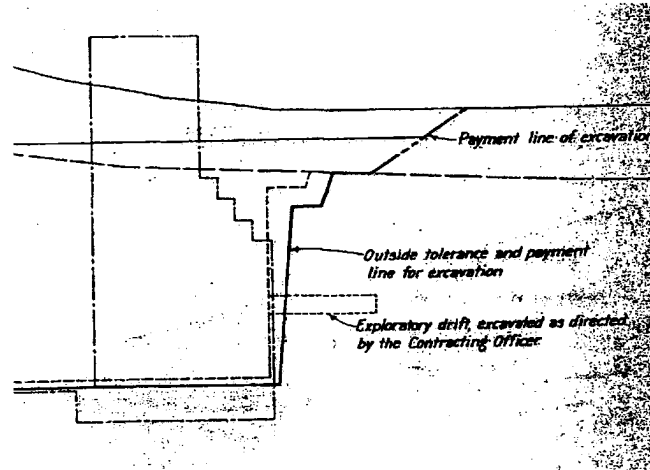 Payment line of excavation
Outside tolerance and payment
line for excavation
Exploratory drift, excavated as directed
by the Contracting Officer.